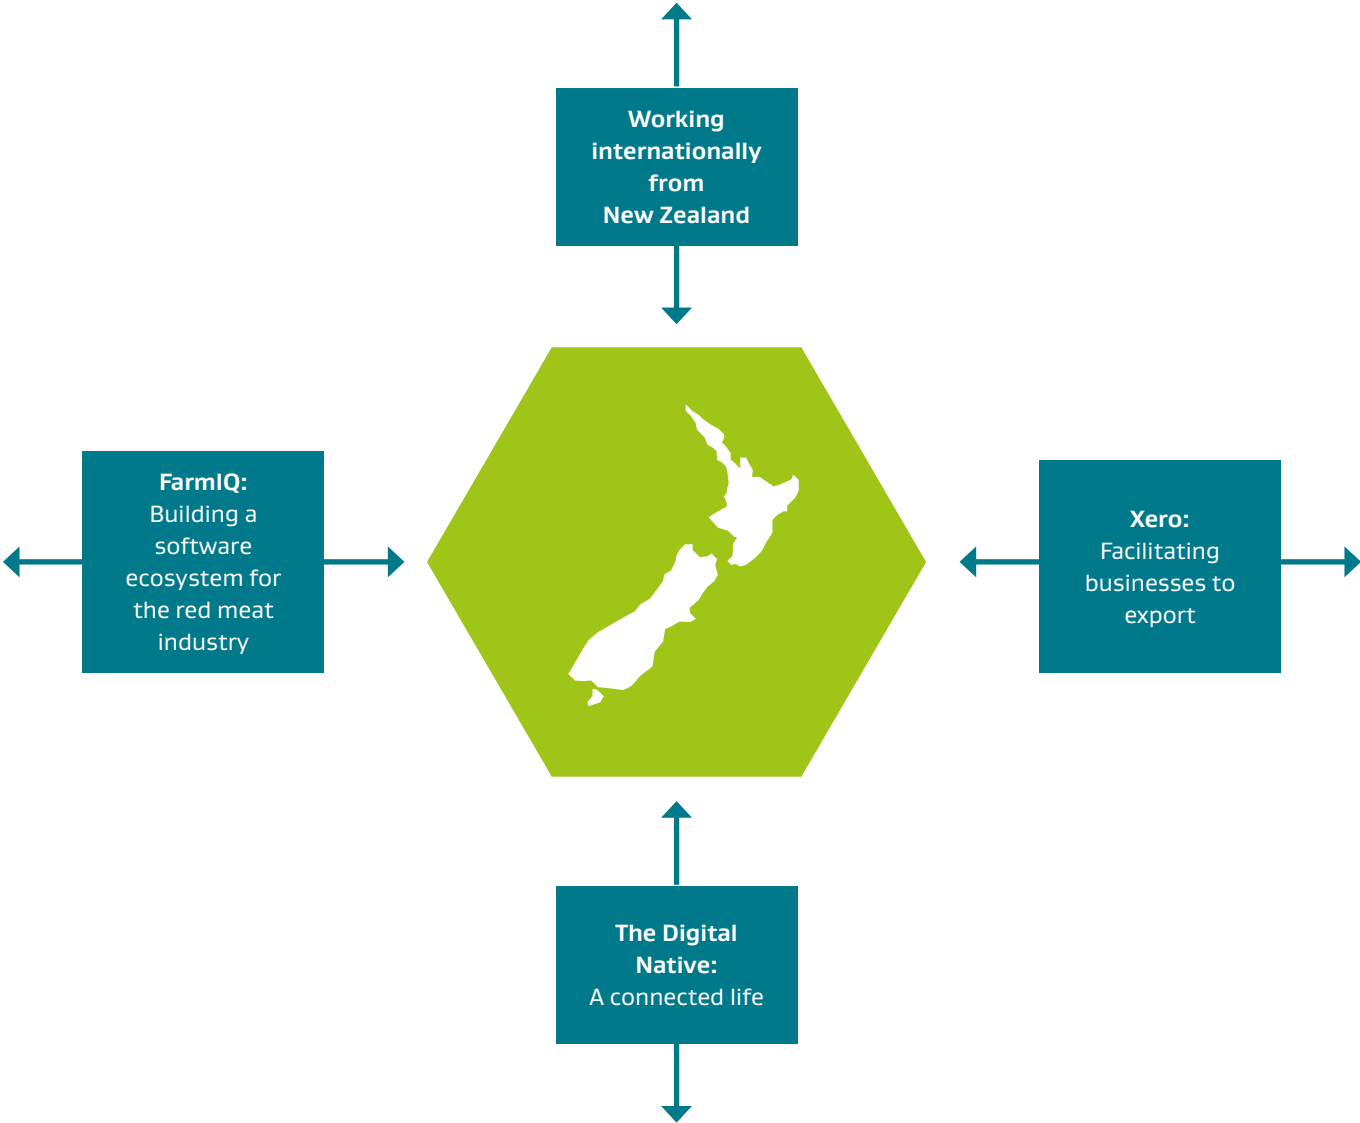 Working
internationally
from
New Zealand
FarmIQ:
Building a
software
ecosystem for
the red meat
industry
Xero:
Facilitating
businesses to
export
The Digital
Native:
A connected life